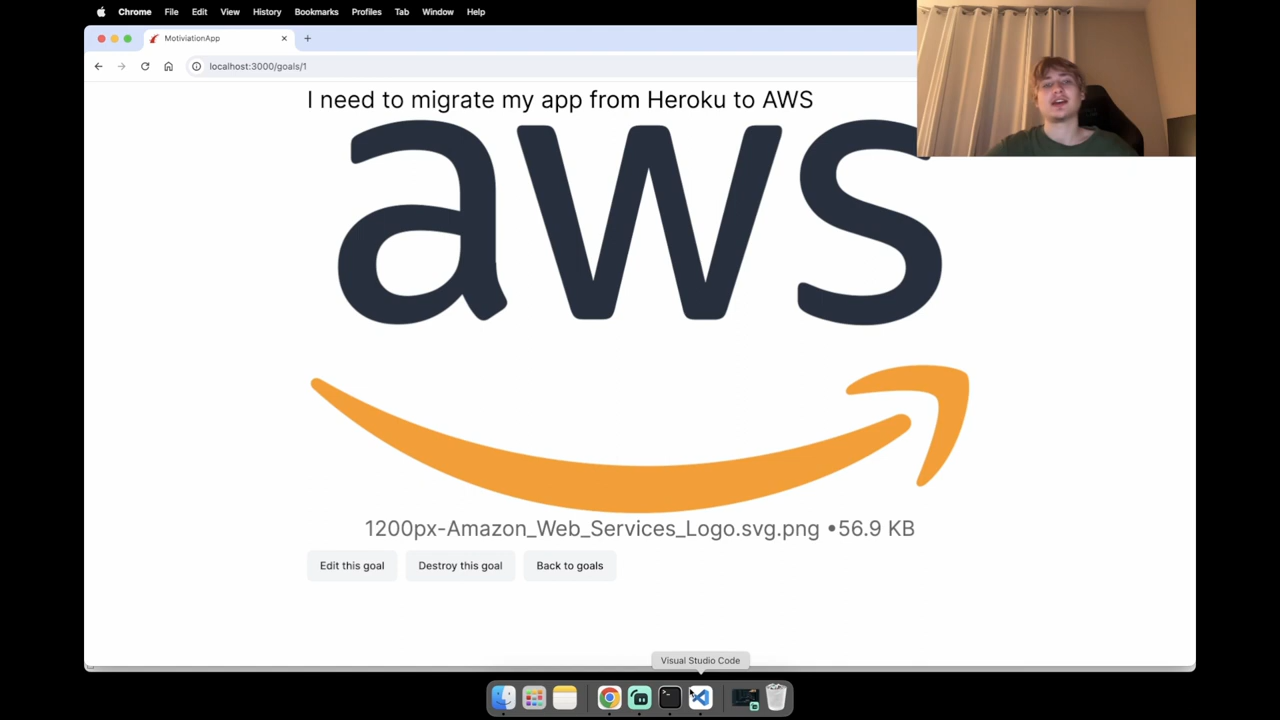 Chrome File Edit View History Bookmarks Profiles Tab Window Help
MotiviationApp
localhost:3000/goals/1
I need to migrate my app from Heroku to AWS
aws
1200px-Amazon_Web_Services_Logo.svg.png •56.9 KB
Edit this goal Destroy this goal Back to goals
Visual Studio Code